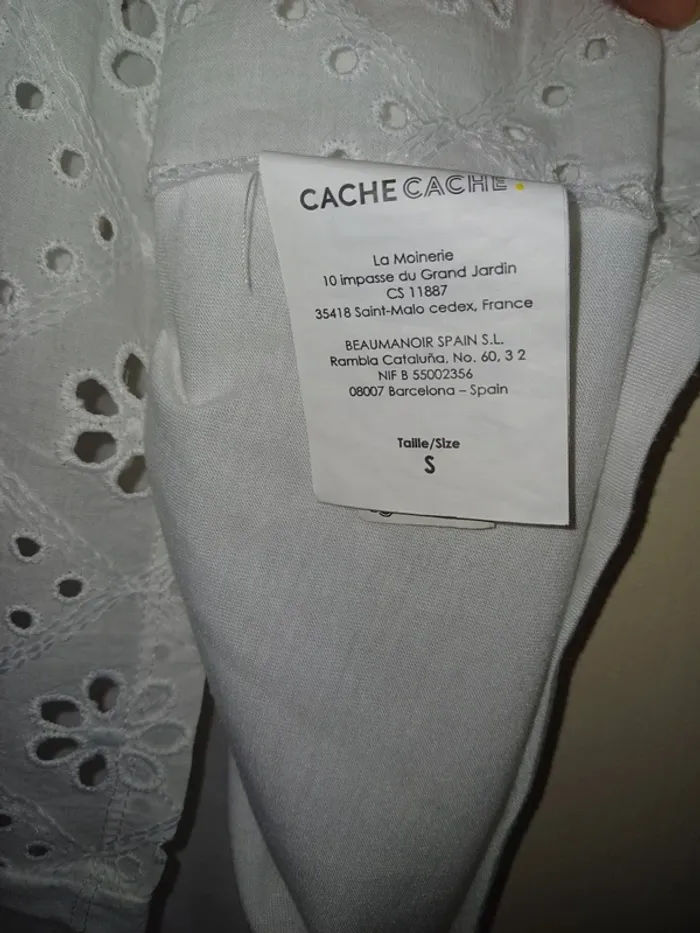 CACHE CACHE.
La Moinerie
10 impasse du Grand Jardin
CS 11887
35418 Saint-Malo cedex, France
BEAUMANOIR SPAIN S.L.
Rambla Cataluña, No. 60, 3 2
NIF B 55002356
08007 Barcelona – Spain
Taille/Size
S